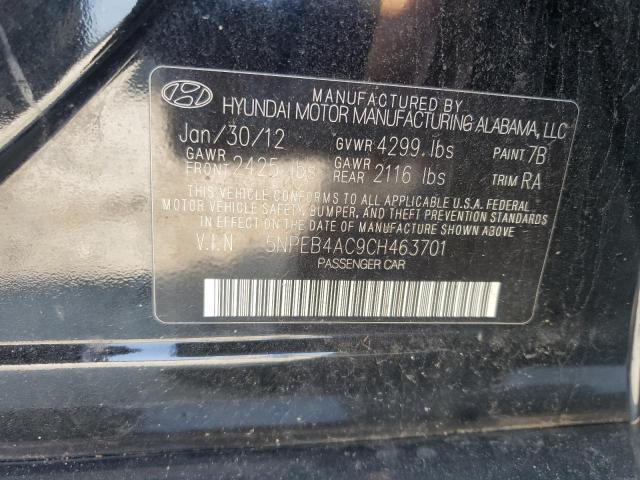 MANUFACTURED BY
HYUNDAI MOTOR MANUFACTURING ALABAMA, LLC
Jan/30/12 GVWR 4299.lbs PAINT 7B
GAWR FRONT 2425 lbs GAWR REAR 2116 lbs TRIM RA
THIS VEHICLE CONFORMS TO ALL APPLICABLE U.S.A. FEDERAL
MOTOR VEHICLE SAFETY, BUMPER, AND THEFT PREVENTION STANDARDS
IN EFFECT ON THE DATE OF MANUFACTURE SHOWN ABOVE.
V.I.N 5NPEB4AC9CH463701
PASSENGER CAR